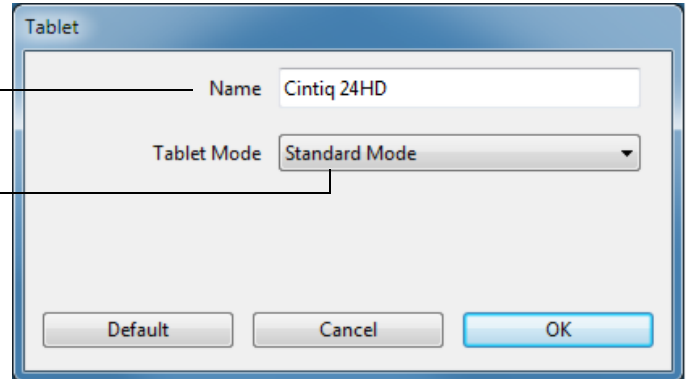 Tablet
Name Cintiq 24HD
Tablet Mode Standard Mode
Default Cancel OK